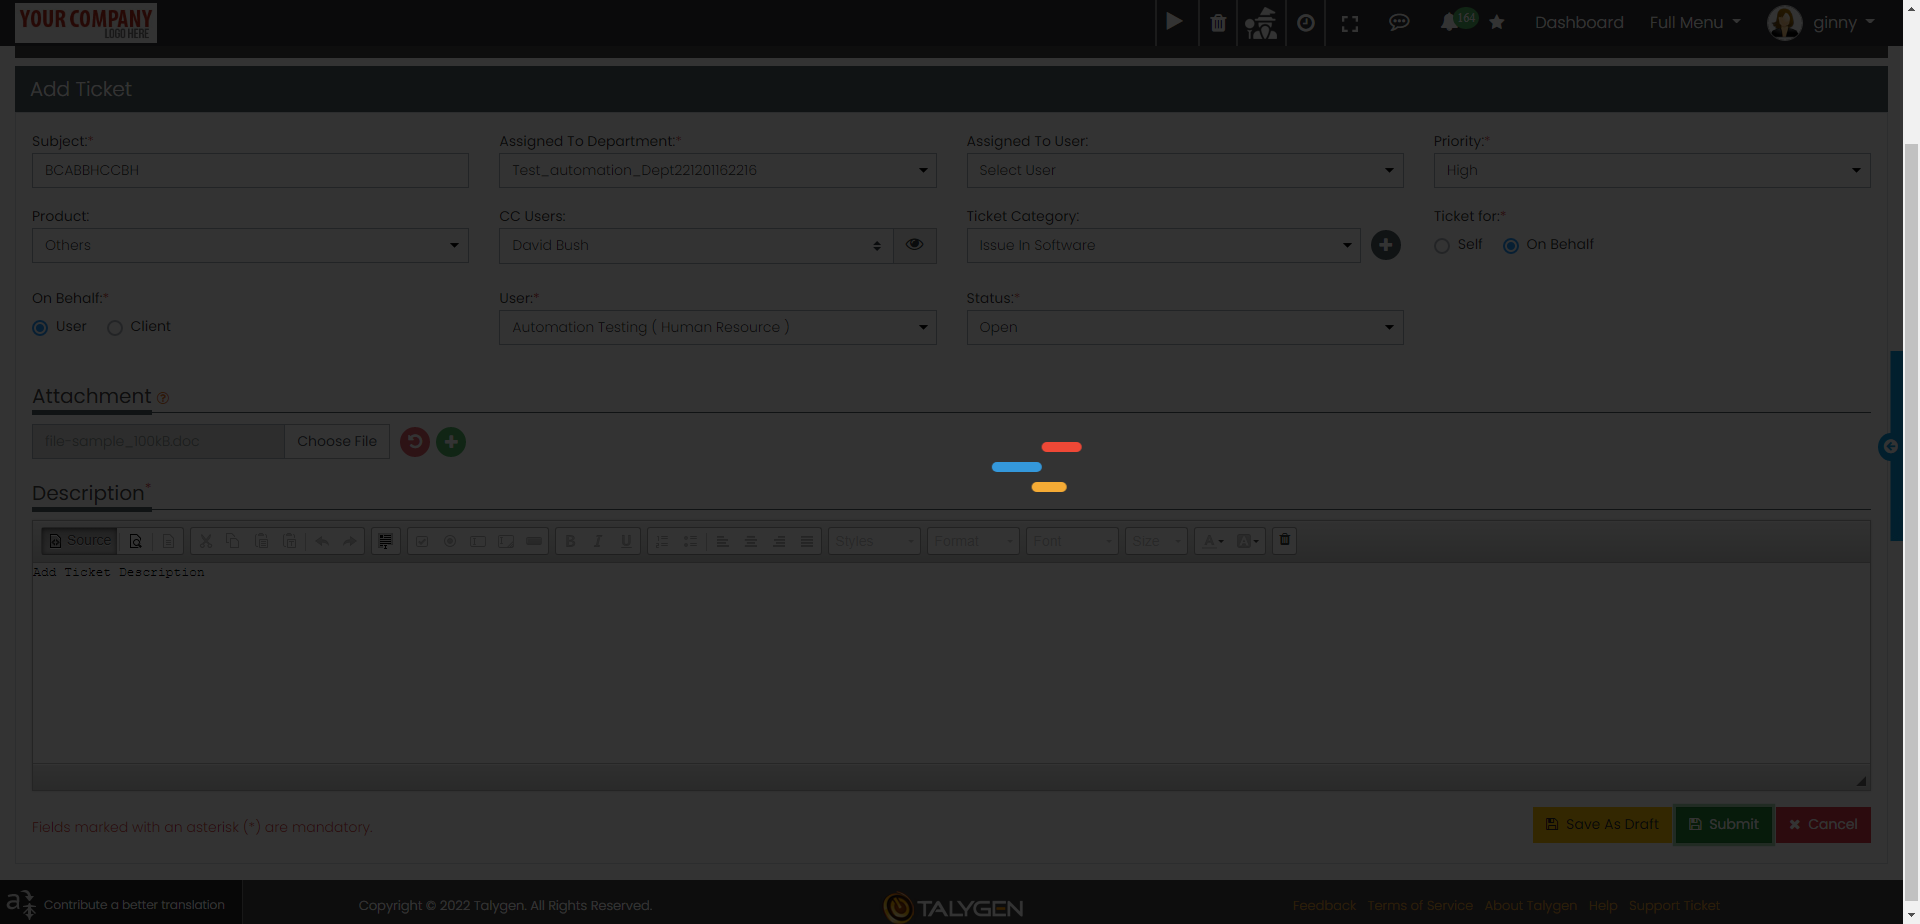 YOUR COMPANY
LOGO HERE
164
Dashboard
Full Menu
ginny
Add Ticket
Subject:*
Assigned To Department:*
Assigned To User:
Priority:*
BCABBHCCBH
Test_automation_Dept221201162216
Select User
High
Product:
CC Users:
Ticket Category:
Ticket for:*
Others
David Bush
Issue In Software
Self
On Behalf
On Behalf:*
User:*
Status:*
User
Client
Automation Testing ( Human Resource )
Open
Attachment
file-sample_100kB.doc
Choose File
Description*
Source
B
I
U
Styles
Format
Font
Size
A
A
Add Ticket Description
Fields marked with an asterisk (*) are mandatory.
Save As Draft
Submit
Cancel
Contribute a better translation
Copyright © 2022 Talygen. All Rights Reserved.
TALYGEN
Feedback
Terms of Service
About Talygen
Help
Support Ticket